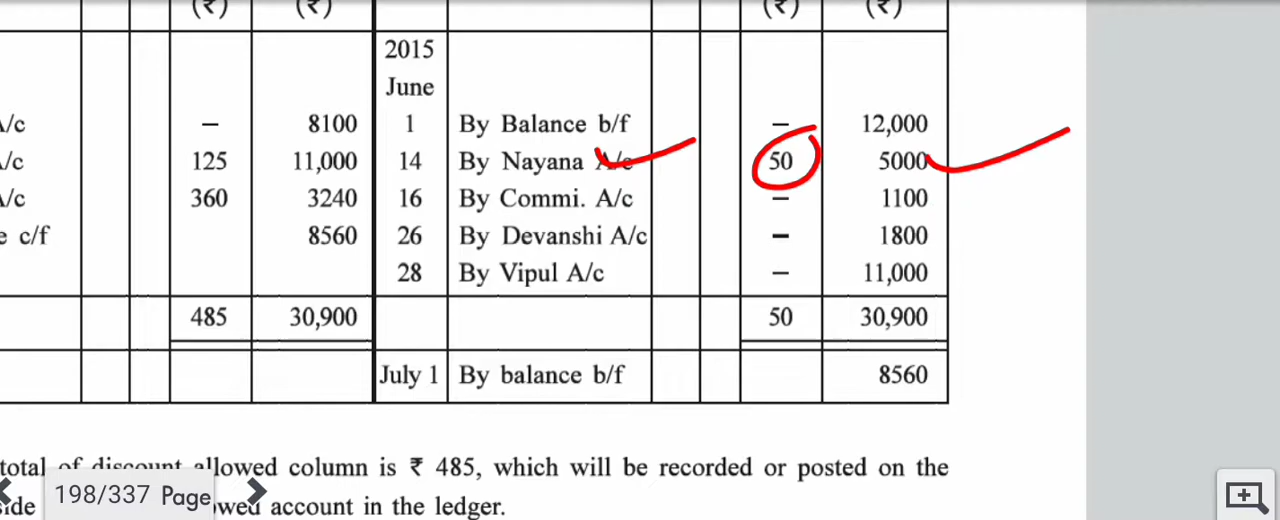 (₹) (₹) (₹) (₹)
2015
June
A/c – 8100 1 By Balance b/f – 12,000
A/c 125 11,000 14 By Nayana A/c 50 5000
A/c 360 3240 16 By Commi. A/c – 1100
e c/f 8560 26 By Devanshi A/c – 1800
28 By Vipul A/c – 11,000
485 30,900 50 30,900
July 1 By balance b/f 8560
total of discount allowed column is ₹ 485, which will be recorded or posted on the
side owed account in the ledger.
198/337 Page